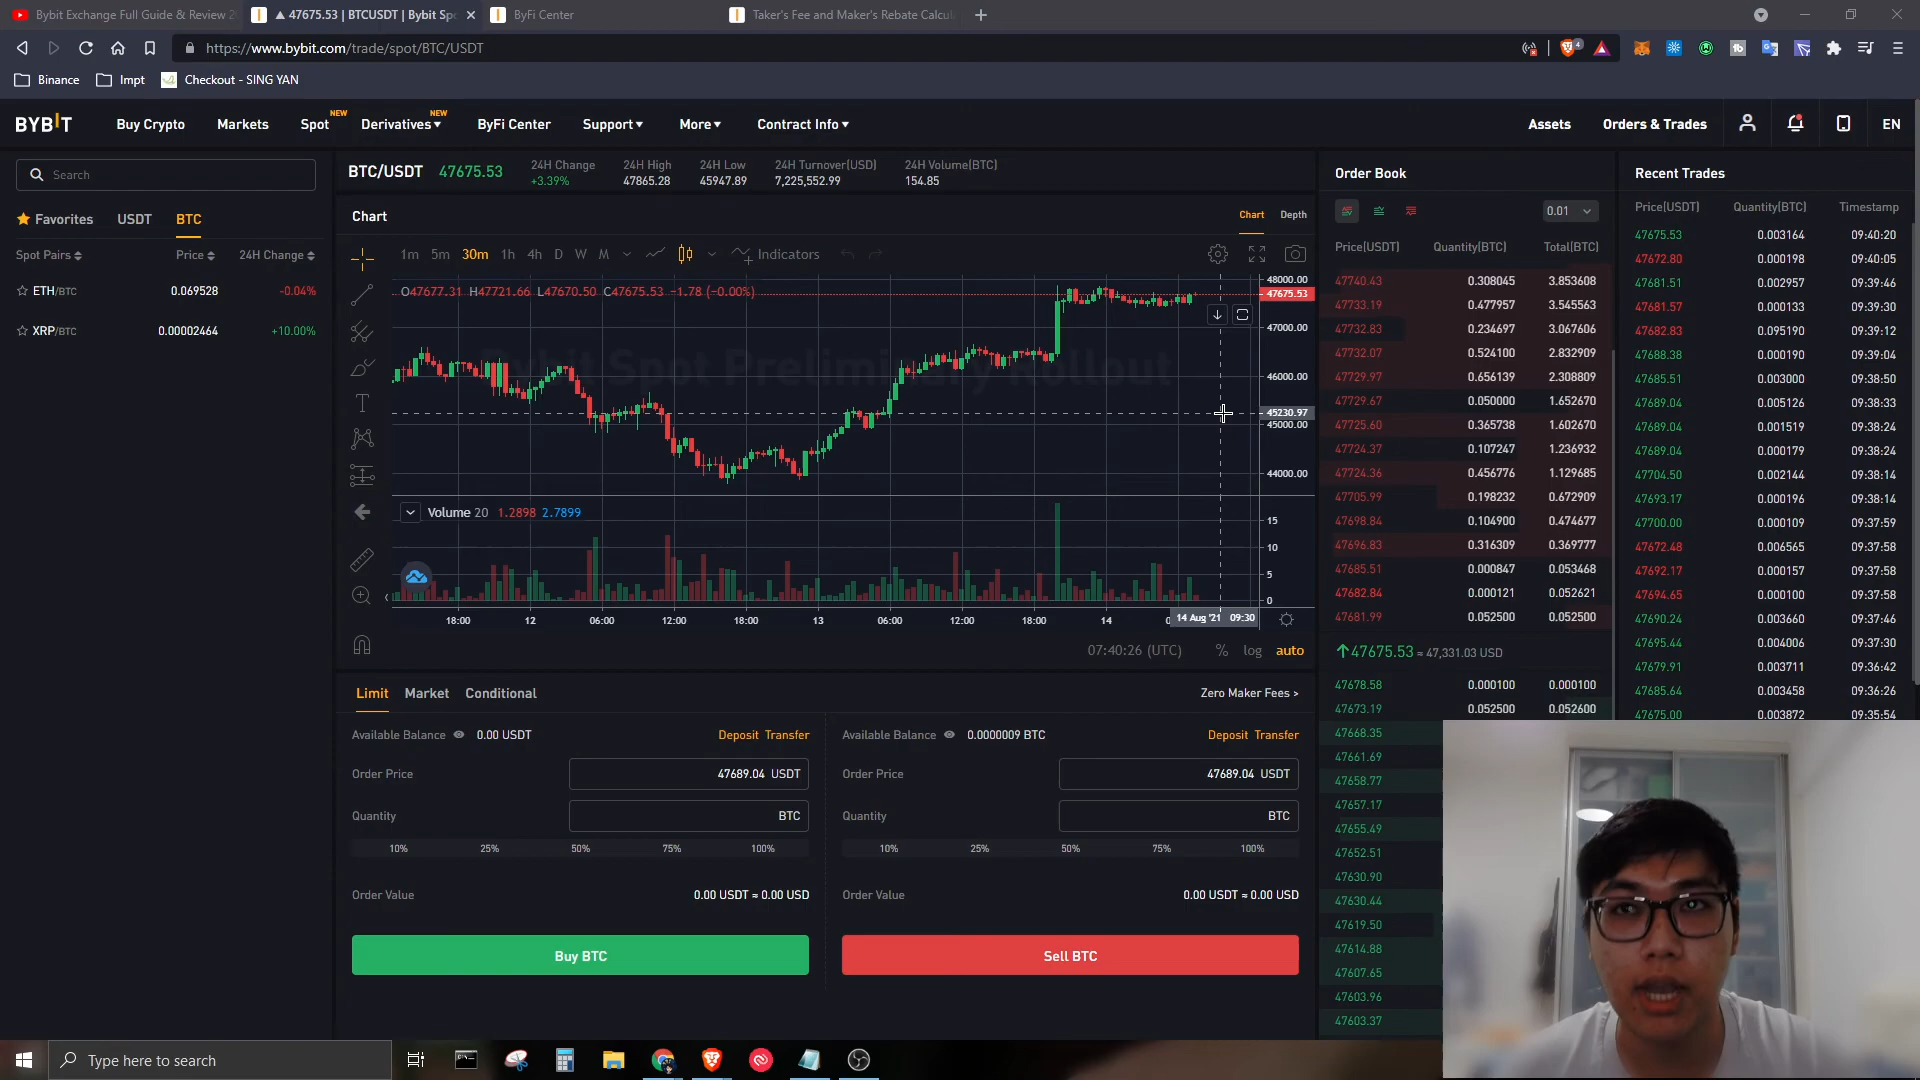 Bybit Exchange Full Guide & Review 2
▲ 47675.53 | BTCUSDT | Bybit Spo
ByFi Center
Taker's Fee and Maker's Rebate Calcul
https://www.bybit.com/trade/spot/BTC/USDT
4
Binance
Impt
Checkout - SING YAN
BYBIT
Buy Crypto
Markets
Spot NEW
Derivatives NEW
ByFi Center
Support
More
Contract Info
Assets
Orders & Trades
EN
Search
Favorites
USDT
BTC
Spot Pairs
Price
24H Change
ETH/BTC 0.069528 -0.04%
XRP/BTC 0.00002464 +10.00%
BTC/USDT 47675.53
24H Change
+3.39%
24H High
47865.28
24H Low
45947.89
24H Turnover(USD)
7,225,552.99
24H Volume(BTC)
154.85
Chart
Chart
Depth
1m 5m 30m 1h 4h D W M
Indicators
O47677.31 H47721.66 L47670.50 C47675.53 −1.78 (−0.00%)
Bybit Spot Preliminary Rollout
48000.00
47675.53
47000.00
46000.00
45230.97
45000.00
44000.00
Volume 20 1.2898 2.7899
15
10
5
0
18:00 12 06:00 12:00 18:00 13 06:00 12:00 18:00 14
14 Aug '21 09:30
07:40:26 (UTC)
% log auto
Limit
Market
Conditional
Zero Maker Fees >
Available Balance 0.00 USDT
Deposit Transfer
Order Price 47689.04 USDT
Quantity BTC
10% 25% 50% 75% 100%
Order Value 0.00 USDT ≈ 0.00 USD
Buy BTC
Available Balance 0.0000009 BTC
Deposit Transfer
Order Price 47689.04 USDT
Quantity BTC
10% 25% 50% 75% 100%
Order Value 0.00 USDT ≈ 0.00 USD
Sell BTC
Order Book
0.01
Price(USDT) Quantity(BTC) Total(BTC)
47740.43 0.308045 3.853608
47733.19 0.477957 3.545563
47732.83 0.234697 3.067606
47732.07 0.524100 2.832909
47729.97 0.656139 2.308809
47729.67 0.050000 1.652670
47725.60 0.365738 1.602670
47724.37 0.107247 1.236932
47724.36 0.456776 1.129685
47705.99 0.198232 0.672909
47698.84 0.104900 0.474677
47696.83 0.316309 0.369777
47685.51 0.000847 0.053468
47682.84 0.000121 0.052621
47681.99 0.052500 0.052500
47675.53 ≈ 47,331.03 USD
47678.58 0.000100 0.000100
47673.19 0.052500 0.052600
47668.35
47661.69
47658.77
47657.17
47655.49
47652.51
47630.90
47630.44
47619.50
47614.88
47607.65
47603.96
47603.37
Recent Trades
Price(USDT) Quantity(BTC) Timestamp
47675.53 0.003164 09:40:20
47672.80 0.000198 09:40:05
47681.51 0.002957 09:39:46
47681.57 0.000133 09:39:30
47682.83 0.095190 09:39:12
47688.38 0.000190 09:39:04
47685.51 0.003000 09:38:50
47689.04 0.005126 09:38:33
47689.04 0.001519 09:38:24
47689.04 0.000179 09:38:24
47704.50 0.002144 09:38:14
47693.17 0.000196 09:38:14
47700.00 0.000109 09:37:59
47672.48 0.006565 09:37:58
47692.17 0.000157 09:37:58
47694.65 0.000100 09:37:58
47690.24 0.003660 09:37:46
47695.44 0.004006 09:37:30
47679.91 0.003711 09:36:42
47685.64 0.003458 09:36:26
47675.00 0.003872 09:35:54
Type here to search